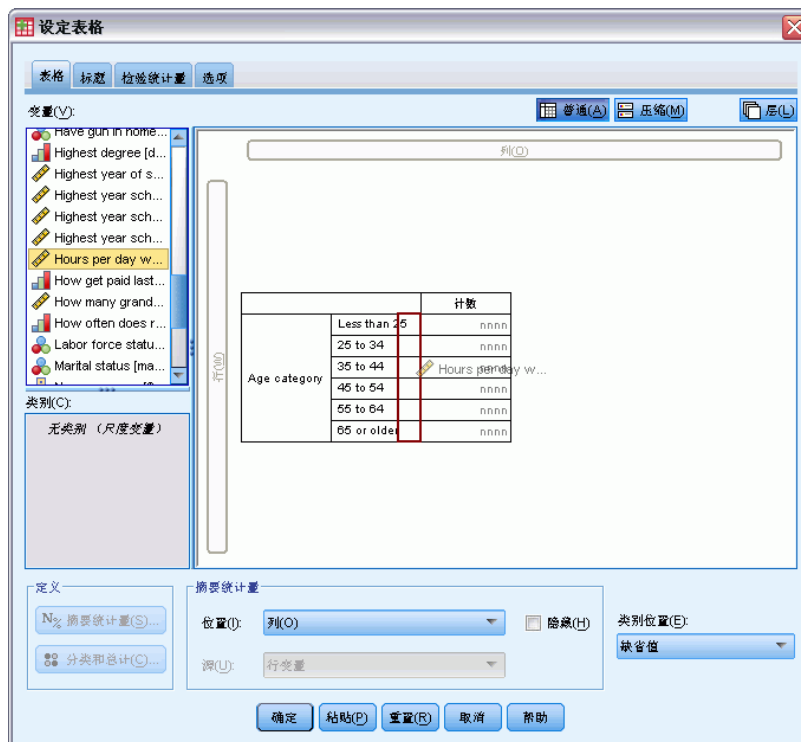 设定表格
表格 标题 检验统计量 选项
变量(V):
普通(A) 压缩(M) 层(L)
Have gun in home...
Highest degree [d...
Highest year of s...
Highest year sch...
Highest year sch...
Highest year sch...
Hours per day w...
How get paid last...
How many grand...
How often does r...
Labor force statu...
Marital status [ma...
列(O)
行(W)
计数
Age category
Less than 25 nnnn
25 to 34 nnnn
35 to 44 nnnn
Hours per day w...
45 to 54 nnnn
55 to 64 nnnn
65 or older nnnn
类别(C):
无类别 （尺度变量）
定义
N% 摘要统计量(S)...
分类和总计(C)...
摘要统计量
位置(I): 列(O) 隐藏(H)
源(U): 行变量
类别位置(E):
缺省值
确定 粘贴(P) 重置(R) 取消 帮助